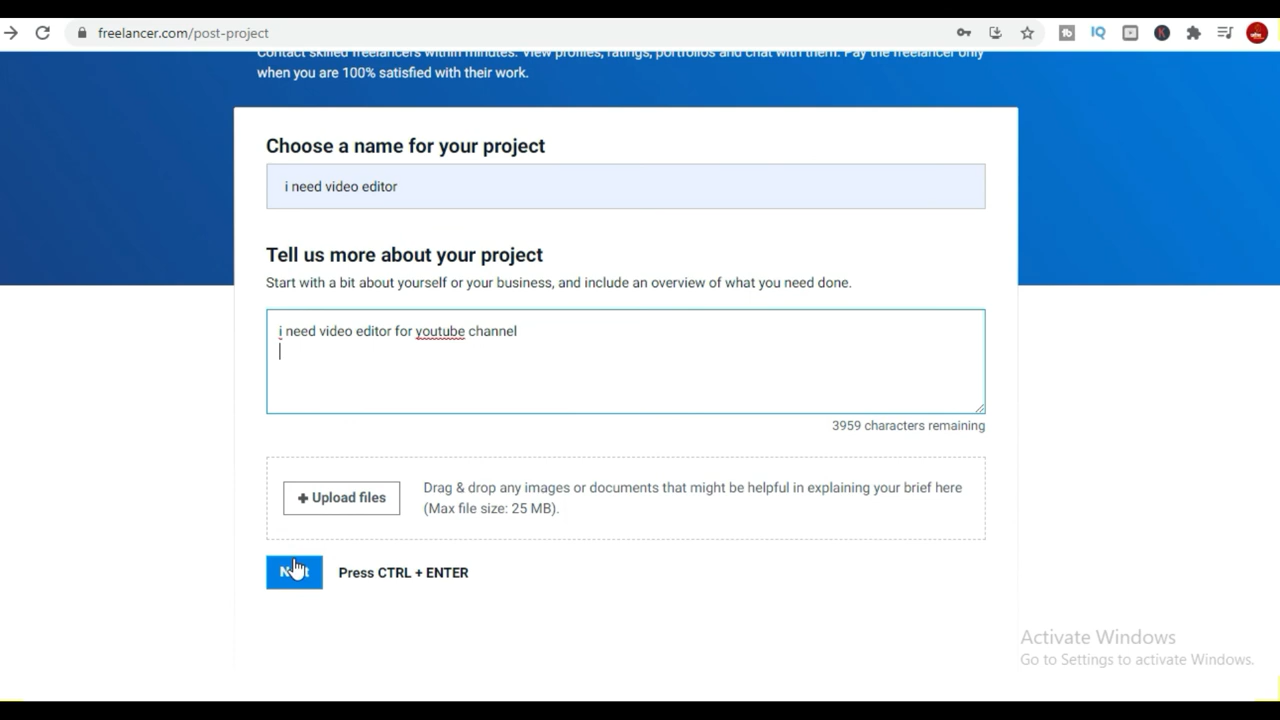 freelancer.com/post-project
Contact skilled freelancers within minutes. View profiles, ratings, portfolios and chat with them. Pay the freelancer only
when you are 100% satisfied with their work.
Choose a name for your project
i need video editor
Tell us more about your project
Start with a bit about yourself or your business, and include an overview of what you need done.
i need video editor for youtube channel
3959 characters remaining
+ Upload files
Drag & drop any images or documents that might be helpful in explaining your brief here
(Max file size: 25 MB).
Press CTRL + ENTER
Activate Windows
Go to Settings to activate Windows.
IQ